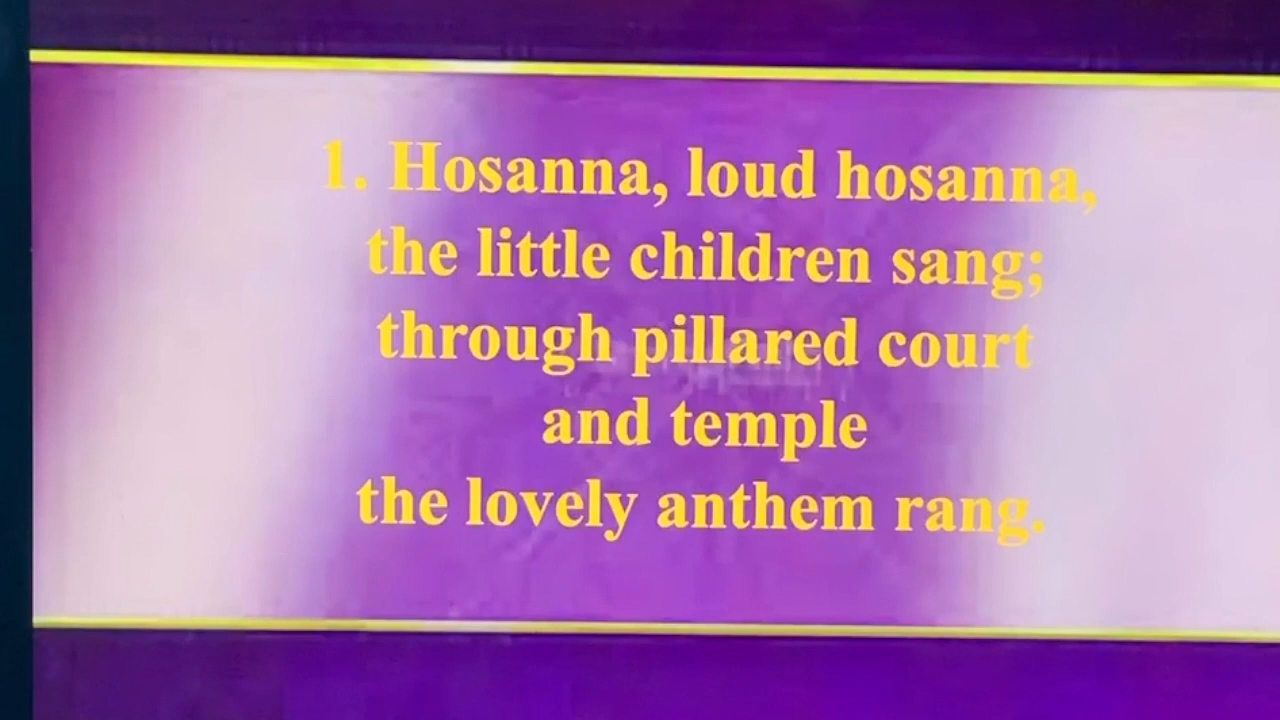 1. Hosanna, loud hosanna,
the little children sang;
through pillared court
and temple
the lovely anthem rang.